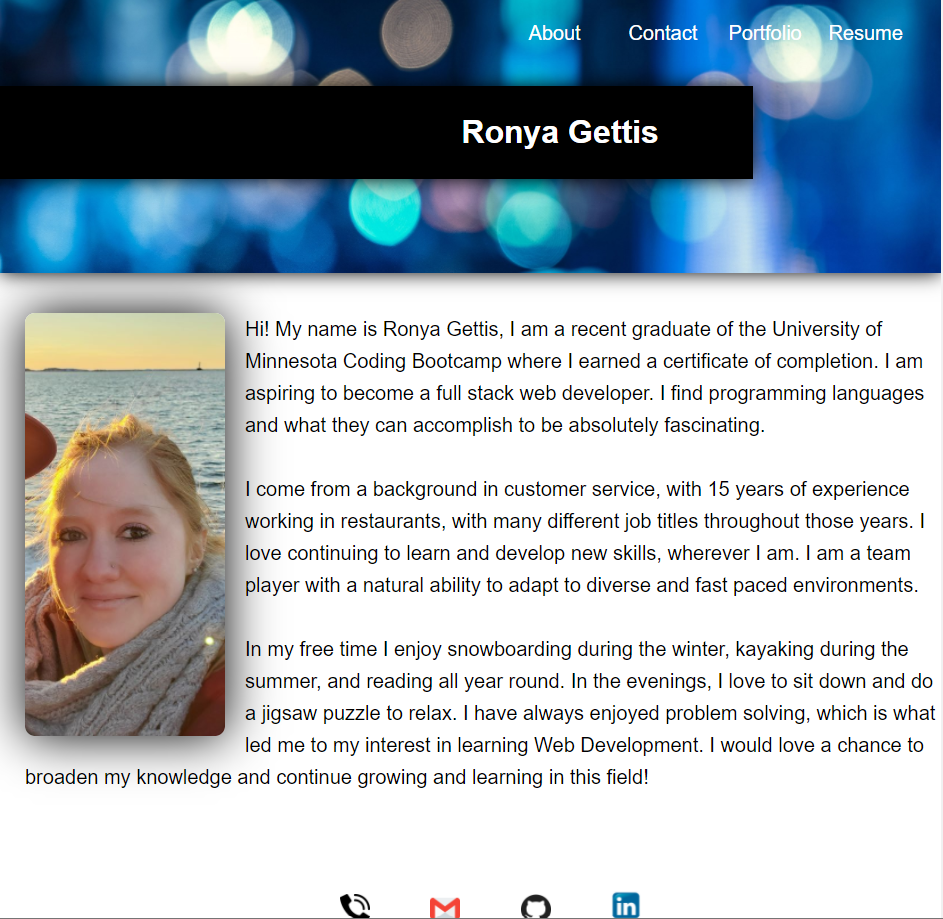 About Contact Portfolio Resume
Ronya Gettis
Hi! My name is Ronya Gettis, I am a recent graduate of the University of
Minnesota Coding Bootcamp where I earned a certificate of completion. I am
aspiring to become a full stack web developer. I find programming languages
and what they can accomplish to be absolutely fascinating.
I come from a background in customer service, with 15 years of experience
working in restaurants, with many different job titles throughout those years. I
love continuing to learn and develop new skills, wherever I am. I am a team
player with a natural ability to adapt to diverse and fast paced environments.
In my free time I enjoy snowboarding during the winter, kayaking during the
summer, and reading all year round. In the evenings, I love to sit down and do
a jigsaw puzzle to relax. I have always enjoyed problem solving, which is what
led me to my interest in learning Web Development. I would love a chance to
broaden my knowledge and continue growing and learning in this field!
in